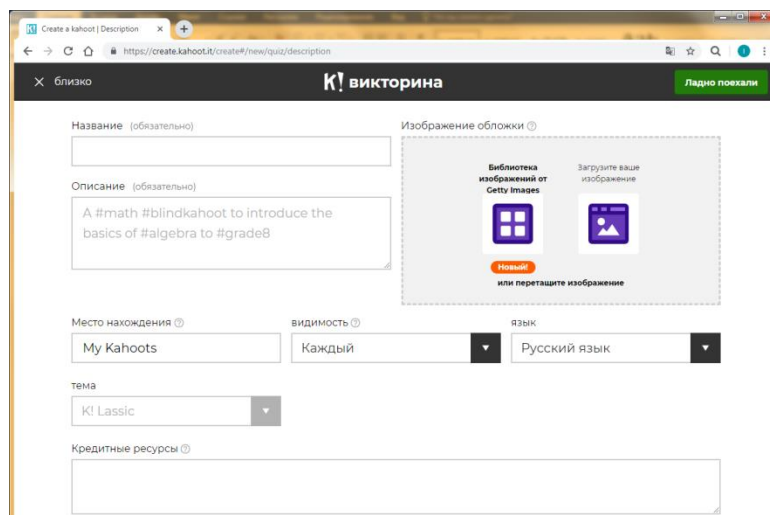 Create a kahoot | Description
https://create.kahoot.it/create#/new/quiz/description
близко
K! викторина
Ладно поехали
Название (обязательно)
Изображение обложки
Библиотека изображений от Getty Images
Загрузите ваше изображение
Новый!
или перетащите изображение
Описание (обязательно)
A #math #blindkahoot to introduce the
basics of #algebra to #grade8
Место нахождения
видимость
язык
My Kahoots
Каждый
Русский язык
тема
K! Lassic
Кредитные ресурсы